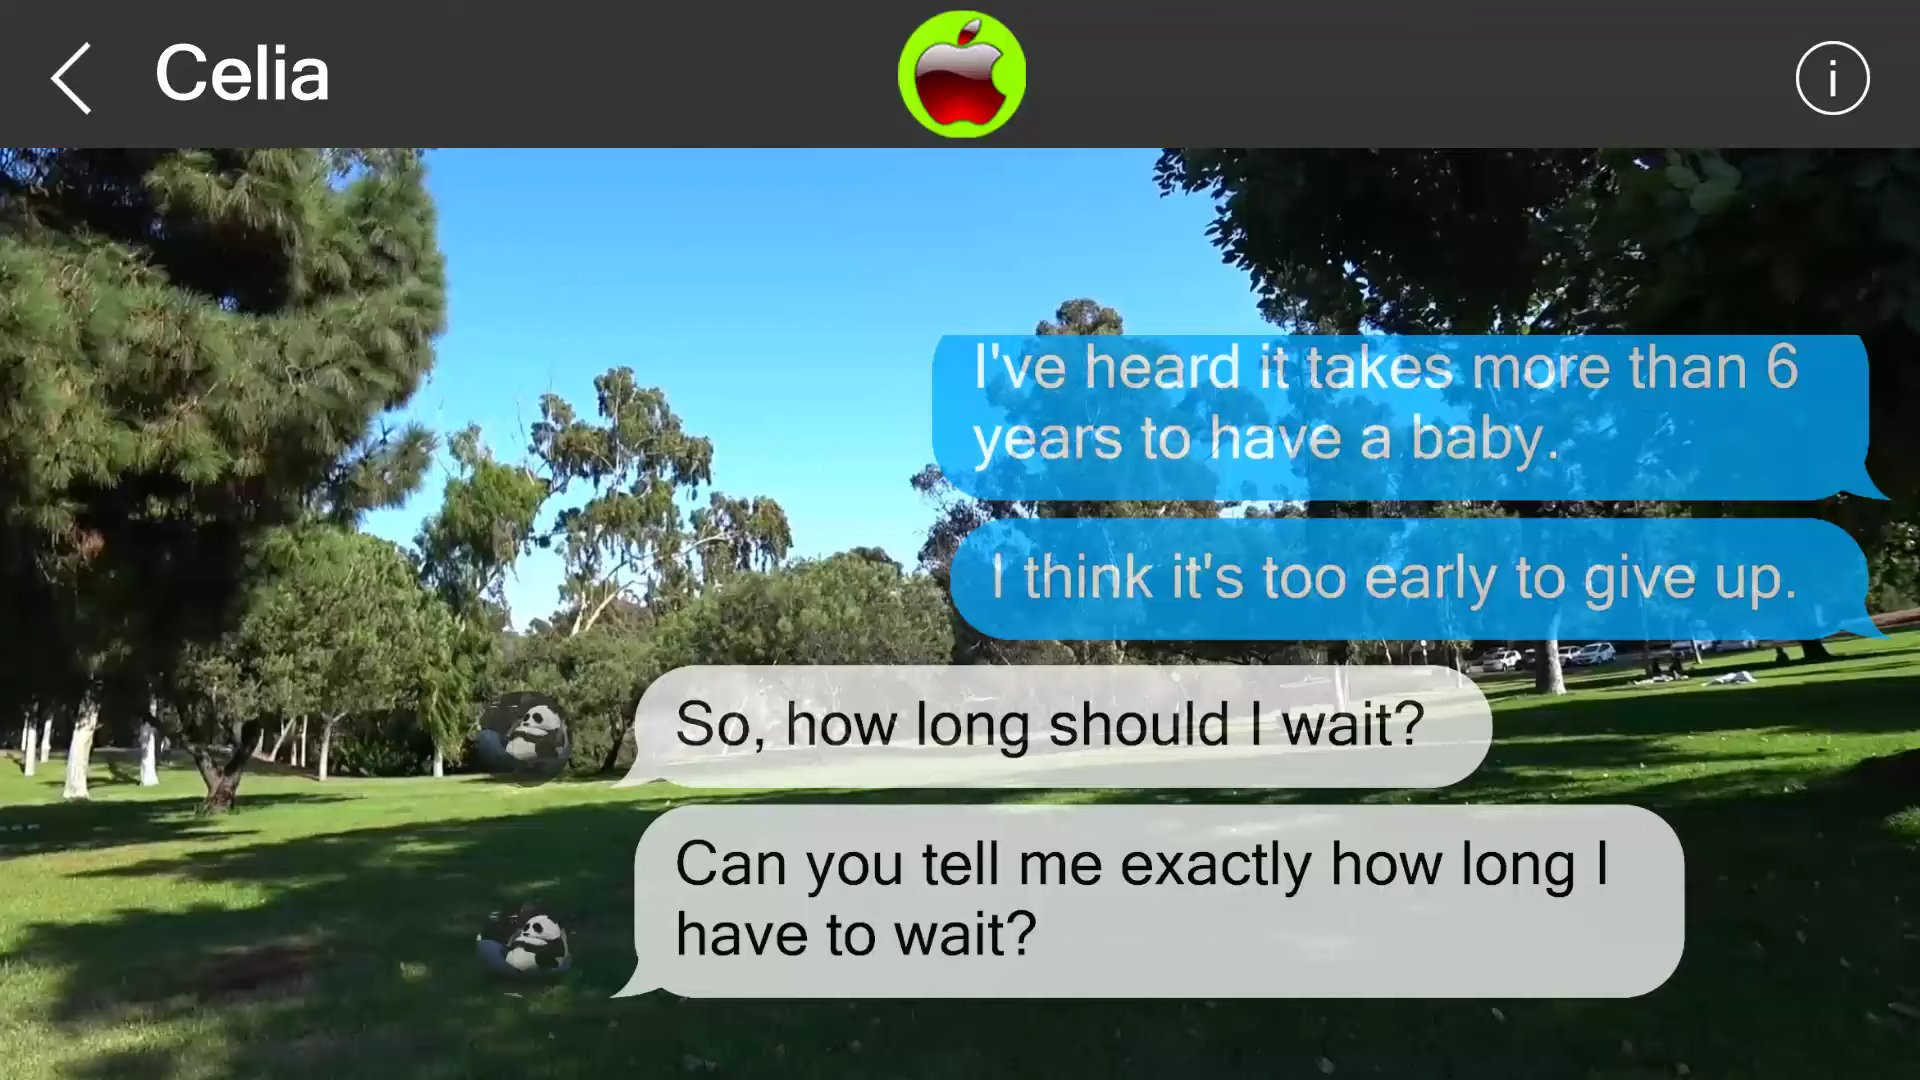 Celia
I've heard it takes more than 6
years to have a baby.
I think it's too early to give up.
So, how long should I wait?
Can you tell me exactly how long I
have to wait?